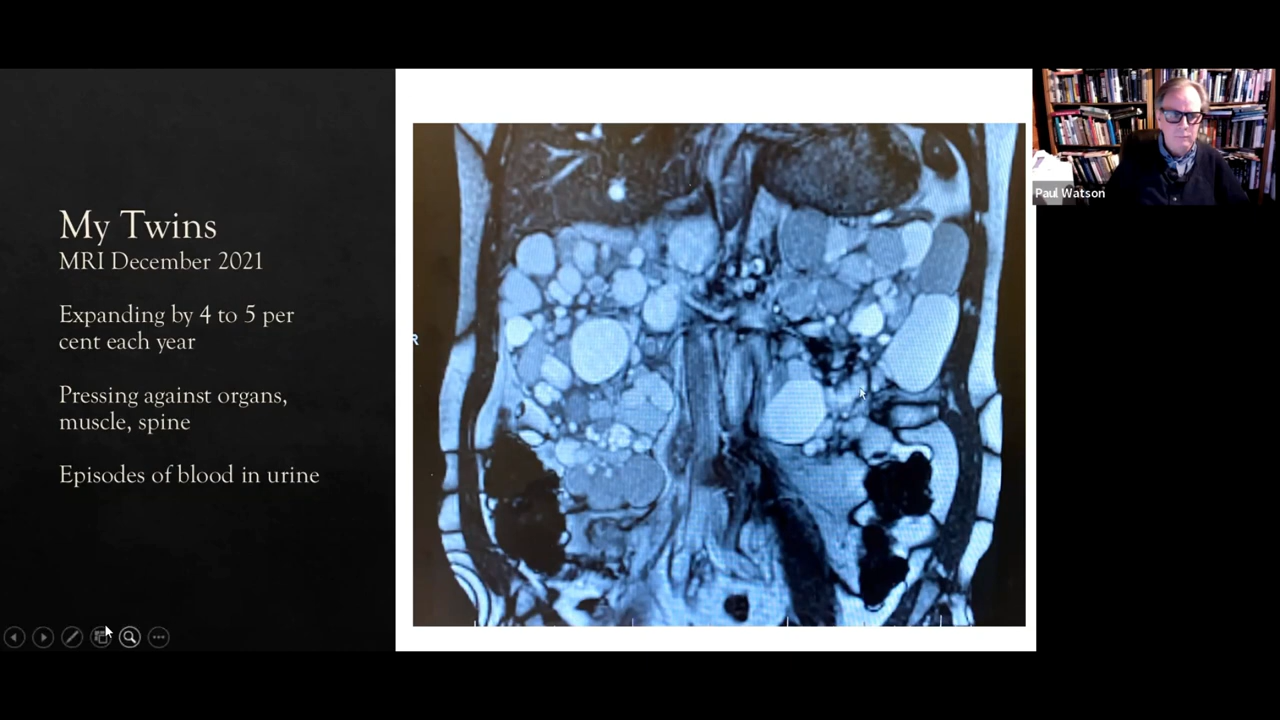 My Twins
MRI December 2021
Expanding by 4 to 5 per
cent each year
Pressing against organs,
muscle, spine
Episodes of blood in urine
R
Paul Watson